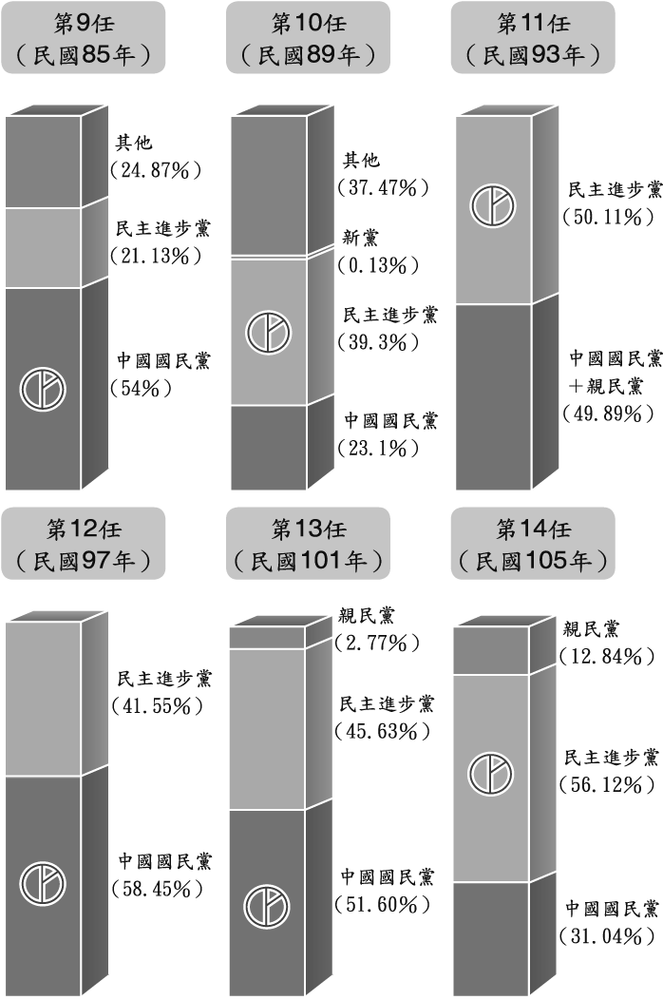 第9任
（民國85年）
其他
（24.87%）
民主進步黨
（21.13%）
中國國民黨
（54%）
第10任
（民國89年）
其他
（37.47%）
新黨
（0.13%）
民主進步黨
（39.3%）
中國國民黨
（23.1%）
第11任
（民國93年）
民主進步黨
（50.11%）
中國國民黨
＋親民黨
（49.89%）
第12任
（民國97年）
民主進步黨
（41.55%）
中國國民黨
（58.45%）
第13任
（民國101年）
親民黨
（2.77%）
民主進步黨
（45.63%）
中國國民黨
（51.60%）
第14任
（民國105年）
親民黨
（12.84%）
民主進步黨
（56.12%）
中國國民黨
（31.04%）